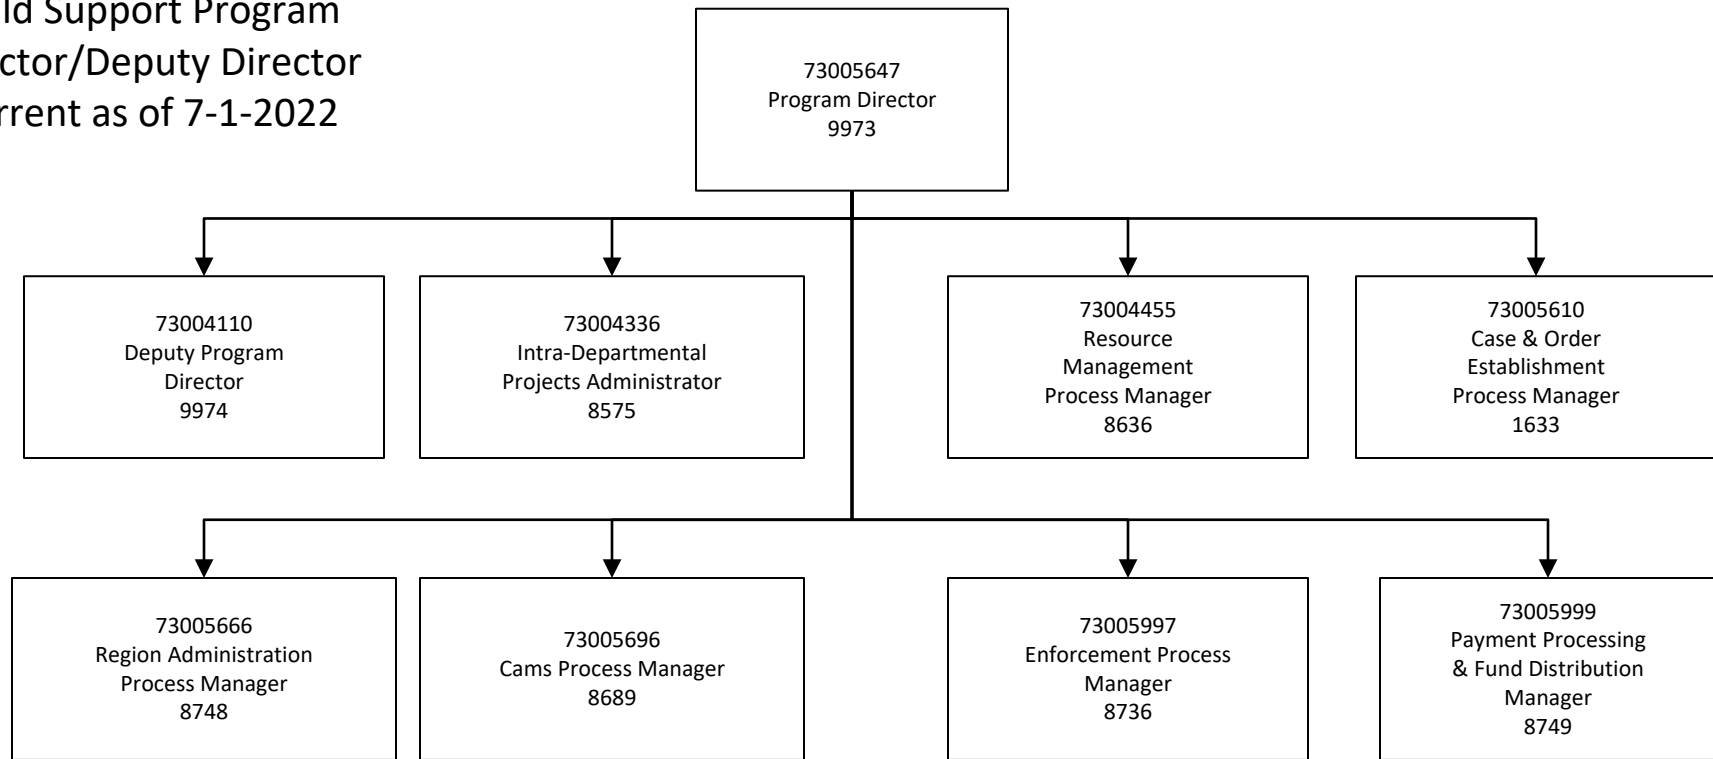 ld Support Program
ctor/Deputy Director
rrent as of 7-1-2022
73005647
Program Director
9973
73004110
Deputy Program
Director
9974
73004336
Intra-Departmental
Projects Administrator
8575
73004455
Resource
Management
Process Manager
8636
73005610
Case & Order
Establishment
Process Manager
1633
73005666
Region Administration
Process Manager
8748
73005696
Cams Process Manager
8689
73005997
Enforcement Process
Manager
8736
73005999
Payment Processing
& Fund Distribution
Manager
8749